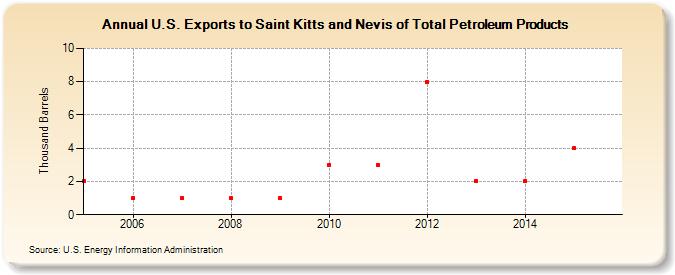 Annual U.S. Exports to Saint Kitts and Nevis of Total Petroleum Products
Thousand Barrels
10
8
6
4
2
0
2006 2008 2010 2012 2014
Source: U.S. Energy Information Administration